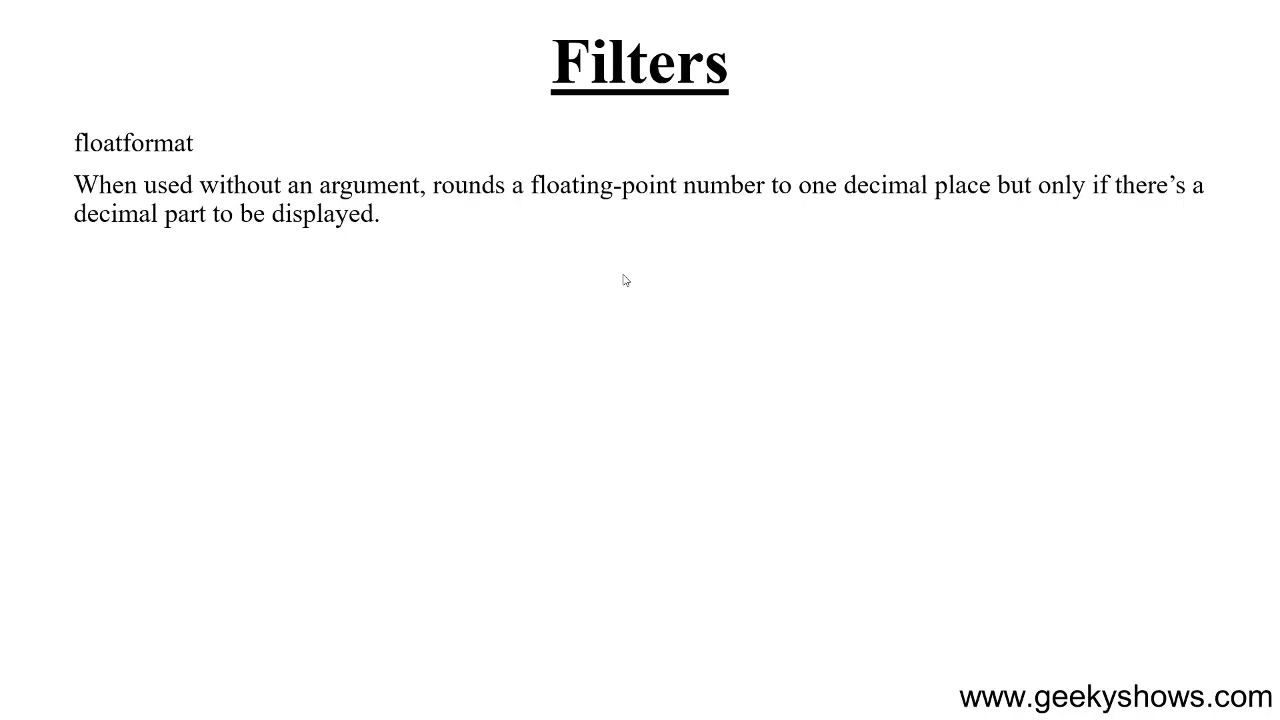 Filters
floatformat
When used without an argument, rounds a floating-point number to one decimal place but only if there’s a
decimal part to be displayed.
www.geekyshows.com